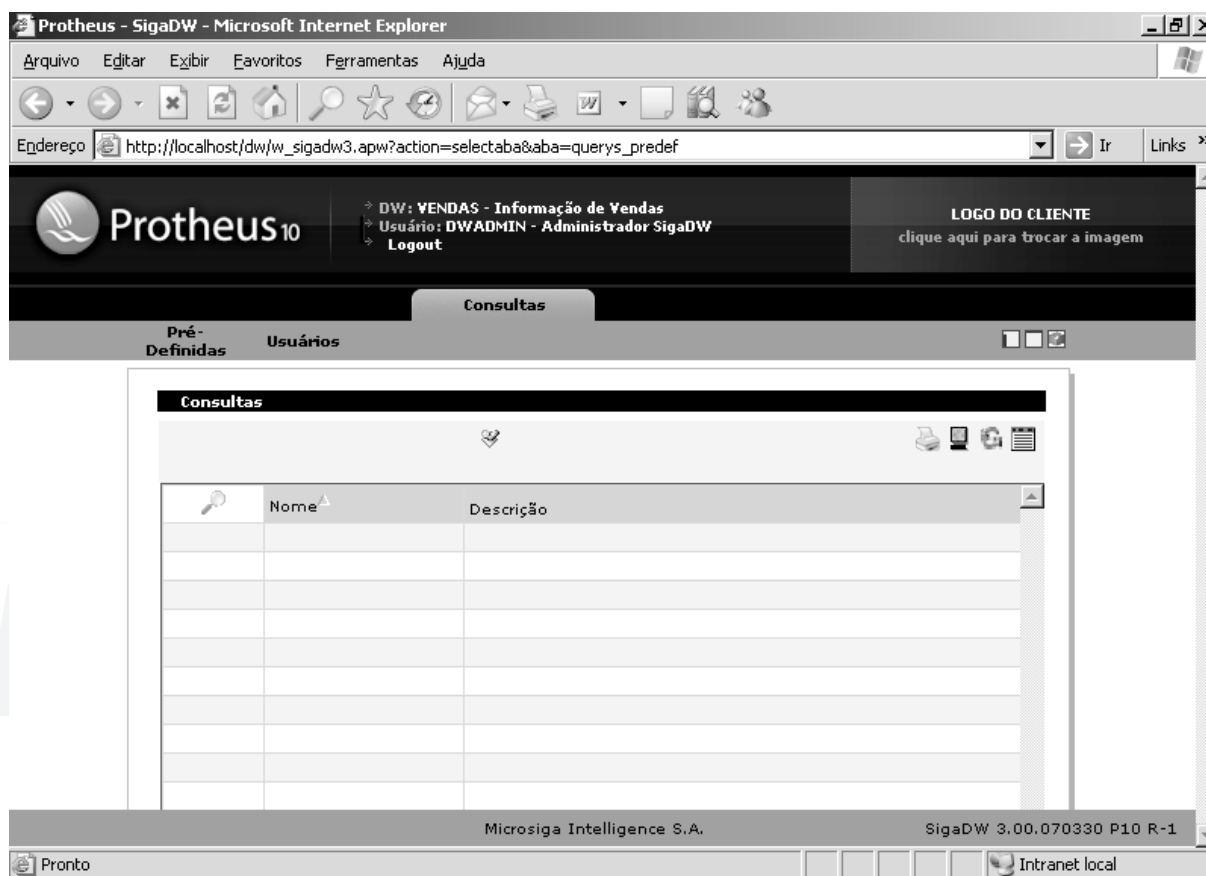 Protheus - SigaDW - Microsoft Internet Explorer
Arquivo Editar Exibir Favoritos Ferramentas Ajuda
Endereço http://localhost/dw/w_sigadw3.apw?action=selectaba&aba=querys_predef Ir Links »
Protheus10
DW: VENDAS - Informação de Vendas
Usuário: DWADMIN - Administrador SigaDW
Logout
LOGO DO CLIENTE
clique aqui para trocar a imagem
Consultas
Pré-
Definidas
Usuários
Consultas
Nome Descrição
Microsiga Intelligence S.A. SigaDW 3.00.070330 P10 R-1
Pronto Intranet local